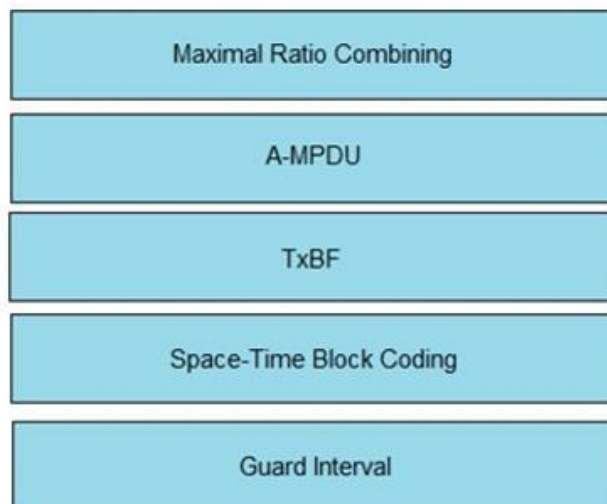 Maximal Ratio Combining
A-MPDU
TxBF
Space-Time Block Coding
Guard Interval